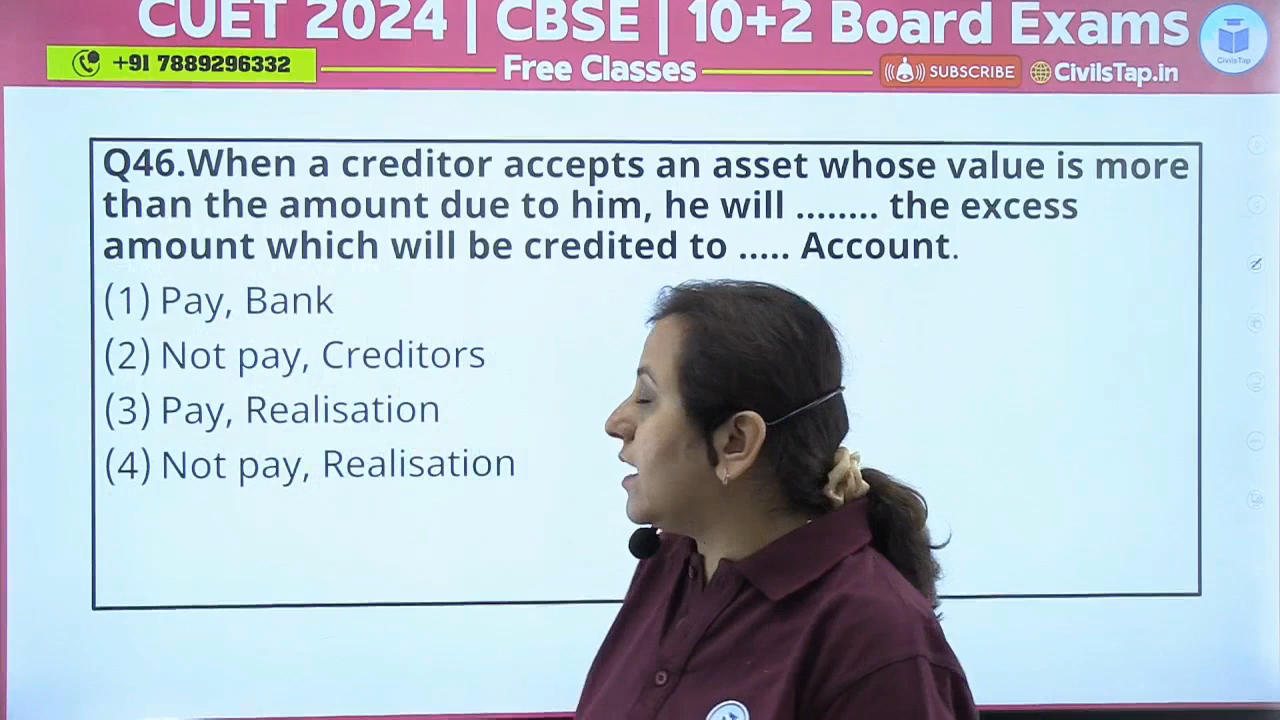 CUET 2024 | CBSE | 10+2 Board Exams
+91 7889296332
Free Classes
SUBSCRIBE
CivilsTap.in
CivilsTap
Q46.When a creditor accepts an asset whose value is more
than the amount due to him, he will ........ the excess
amount which will be credited to ..... Account.
(1) Pay, Bank
(2) Not pay, Creditors
(3) Pay, Realisation
(4) Not pay, Realisation